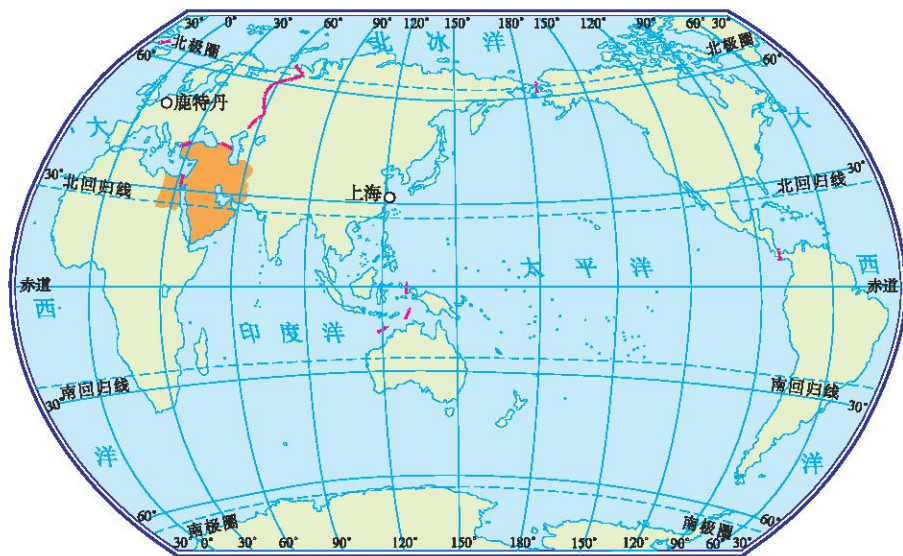 30° 0° 30° 60° 90° 120° 150° 180° 150° 120° 90° 60° 30°
北极圈 北冰洋 北极圈
60° 60°
鹿特丹
大 大
30° 30°
北回归线 上海 北回归线
太平洋
西 西
赤道 赤道
印度洋
南回归线 南回归线
30° 30°
洋 洋
60° 60°
南极圈 南极圈
30° 0° 30° 60° 90° 120° 150° 180° 150° 120° 90° 60° 30°